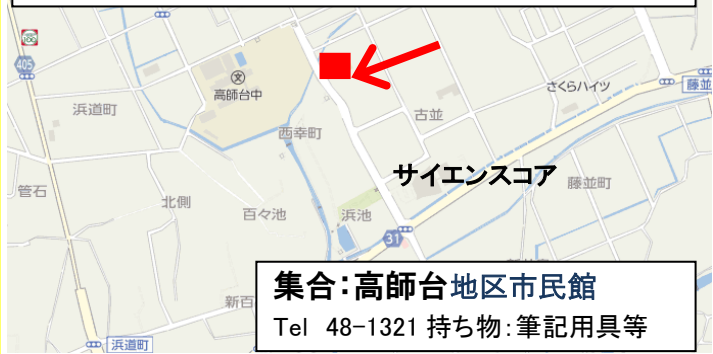 405
高師台中
浜道町
さくらハイツ
藤並
古並
西幸町
サイエンスコア
藤並町
管石
北側
百々池
浜池
31
集合:高師台地区市民館
Tel 48-1321 持ち物:筆記用具等
新百
浜道町